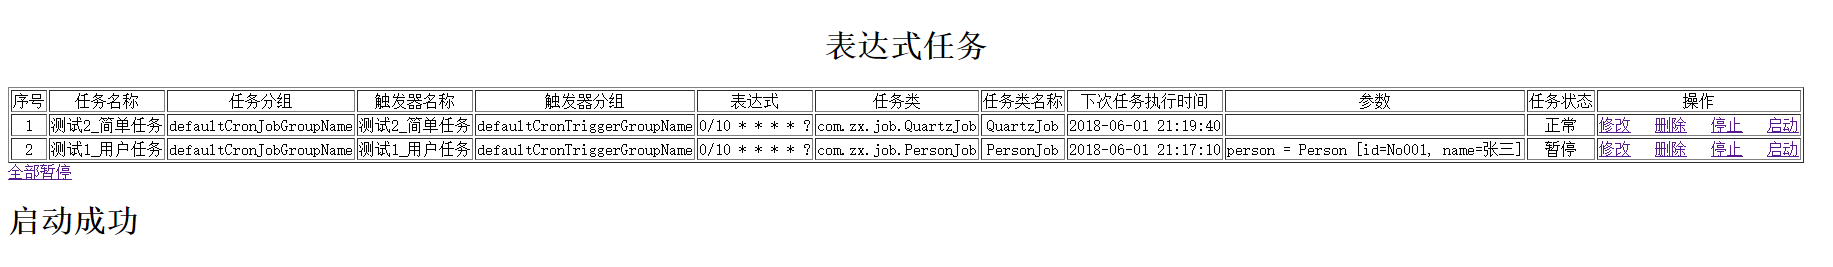 表达式任务
序号 任务名称 任务分组 触发器名称 触发器分组 表达式 任务类 任务类名称 下次任务执行时间 参数 任务状态 操作
1 测试2_简单任务 defaultCronJobGroupName 测试2_简单任务 defaultCronTriggerGroupName 0/10 * * * * ? com.zx.job.QuartzJob QuartzJob 2018-06-01 21:19:40 正常 修改 删除 停止 启动
2 测试1_用户任务 defaultCronJobGroupName 测试1_用户任务 defaultCronTriggerGroupName 0/10 * * * * ? com.zx.job.PersonJob PersonJob 2018-06-01 21:17:10 person = Person [id=No001, name=张三] 暂停 修改 删除 停止 启动
全部暂停
启动成功